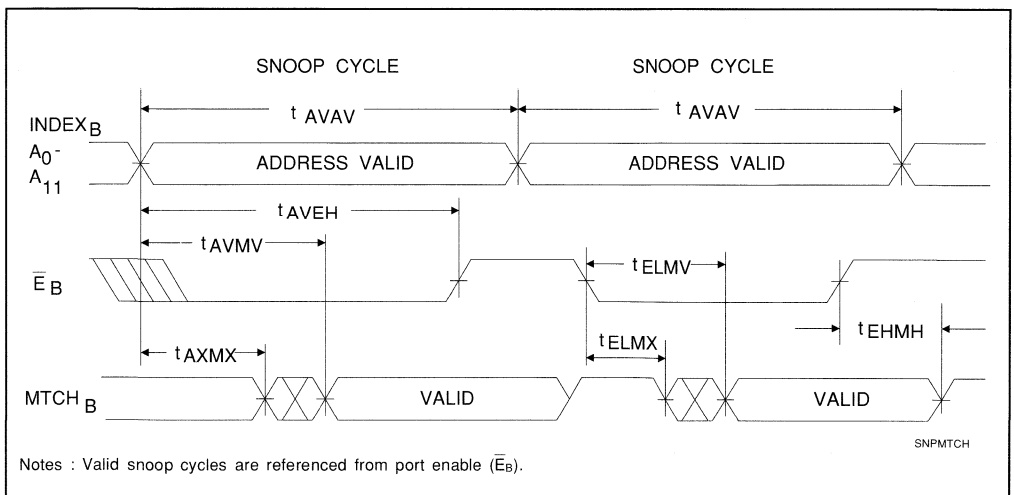 SNOOP CYCLE SNOOP CYCLE
t AVAV t AVAV
INDEX B
A0-
A11
ADDRESS VALID ADDRESS VALID
t AVEH
t AVMV
t ELMV
E̅ B
t EHMH
t ELMX
t AXMX
MTCH B
VALID VALID
SNPMTCH
Notes : Valid snoop cycles are referenced from port enable (E̅B).